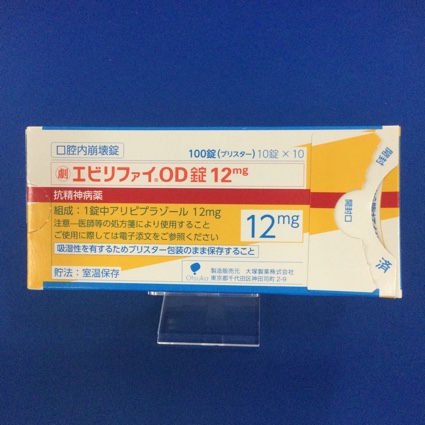 口腔内崩壊錠
100錠(ブリスター)10錠×10
劇 エビリファイ®OD錠12mg
抗精神病薬
組成:1錠中アリピプラゾール 12mg
注意—医師等の処方箋により使用すること
ご使用に際しては電子添文をご参照ください
12mg
吸湿性を有するためブリスター包装のまま保存すること
貯法:室温保存
Otsuka
製造販売元 大塚製薬株式会社
東京都千代田区神田司町2-9
開封
開封口
済